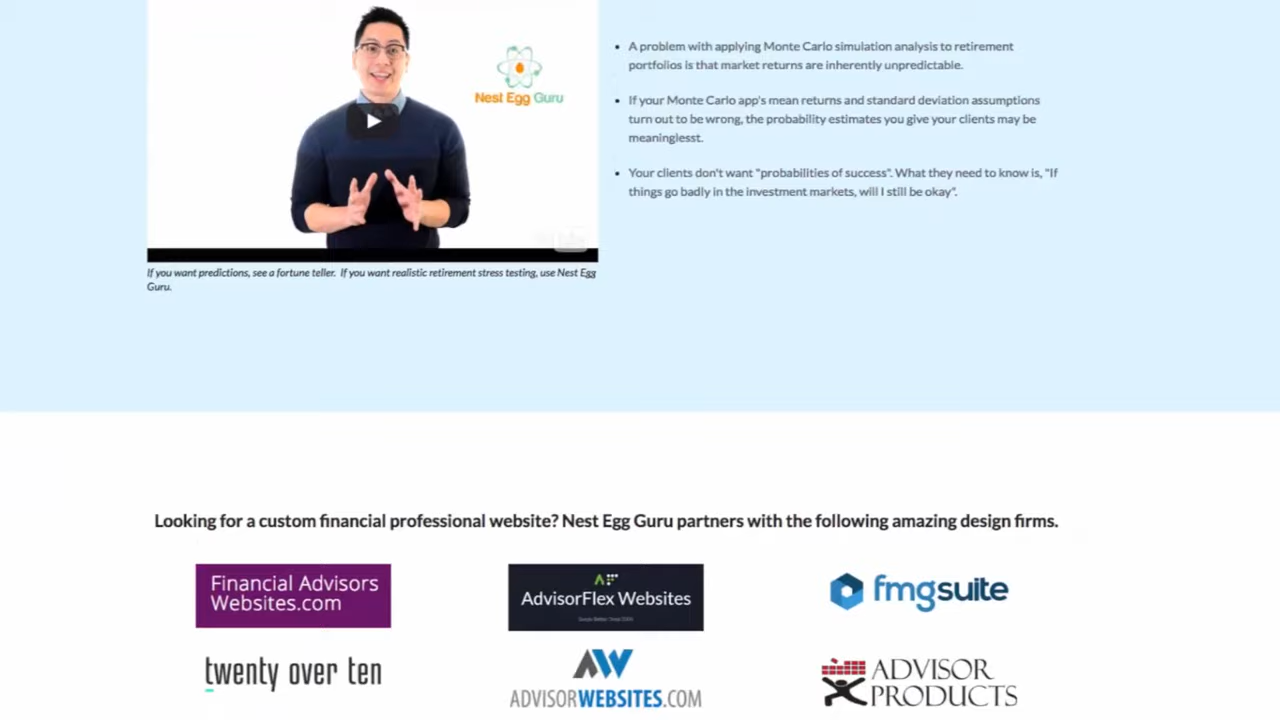 Nest Egg Guru
If you want predictions, see a fortune teller. If you want realistic retirement stress testing, use Nest Egg
Guru.
• A problem with applying Monte Carlo simulation analysis to retirement
portfolios is that market returns are inherently unpredictable.
• If your Monte Carlo app's mean returns and standard deviation assumptions
turn out to be wrong, the probability estimates you give your clients may be
meaninglesst.
• Your clients don't want "probabilities of success". What they need to know is, "If
things go badly in the investment markets, will I still be okay".
Looking for a custom financial professional website? Nest Egg Guru partners with the following amazing design firms.
Financial Advisors
Websites.com
AdvisorFlex Websites
fmgsuite
twenty over ten
AW
ADVISORWEBSITES.COM
ADVISOR
PRODUCTS